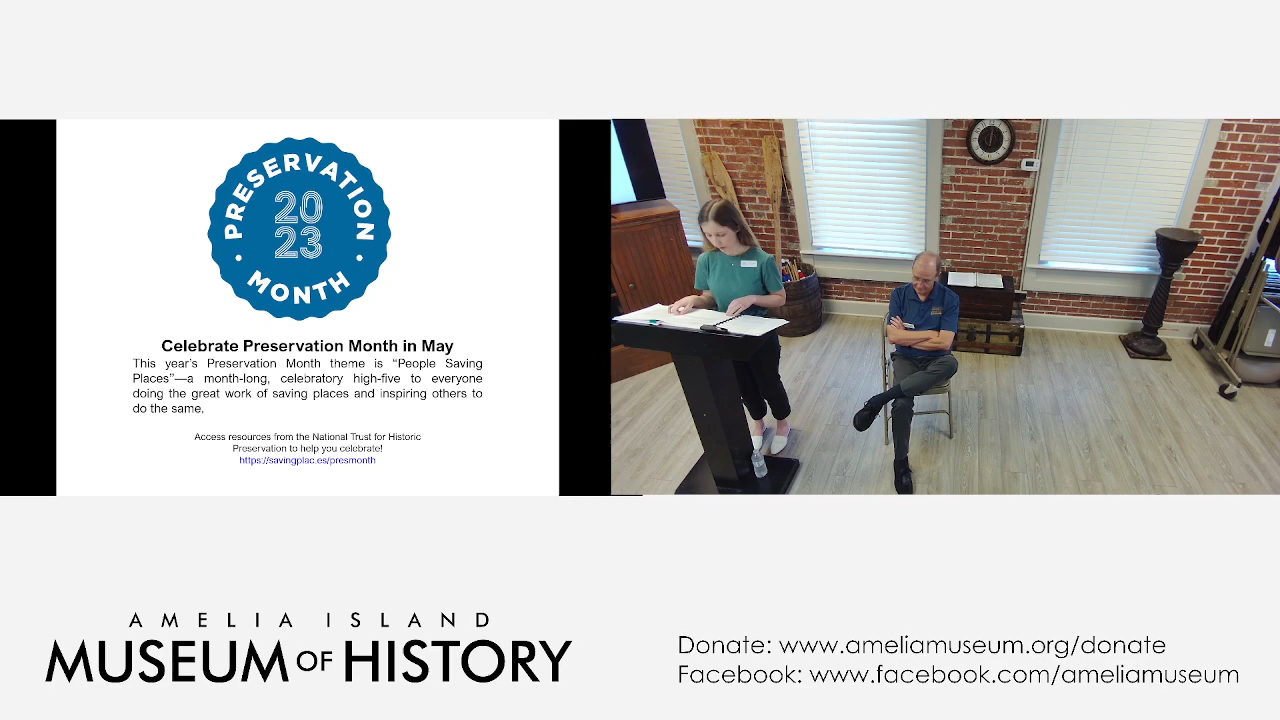 PRESERVATION
20
23
• MONTH •
Celebrate Preservation Month in May
This year's Preservation Month theme is "People Saving
Places"—a month-long, celebratory high-five to everyone
doing the great work of saving places and inspiring others to
do the same.
Access resources from the National Trust for Historic
Preservation to help you celebrate!
https://savingplac.es/presmonth
AMELIA ISLAND
MUSEUM OF HISTORY
Donate: www.ameliamuseum.org/donate
Facebook: www.facebook.com/ameliamuseum